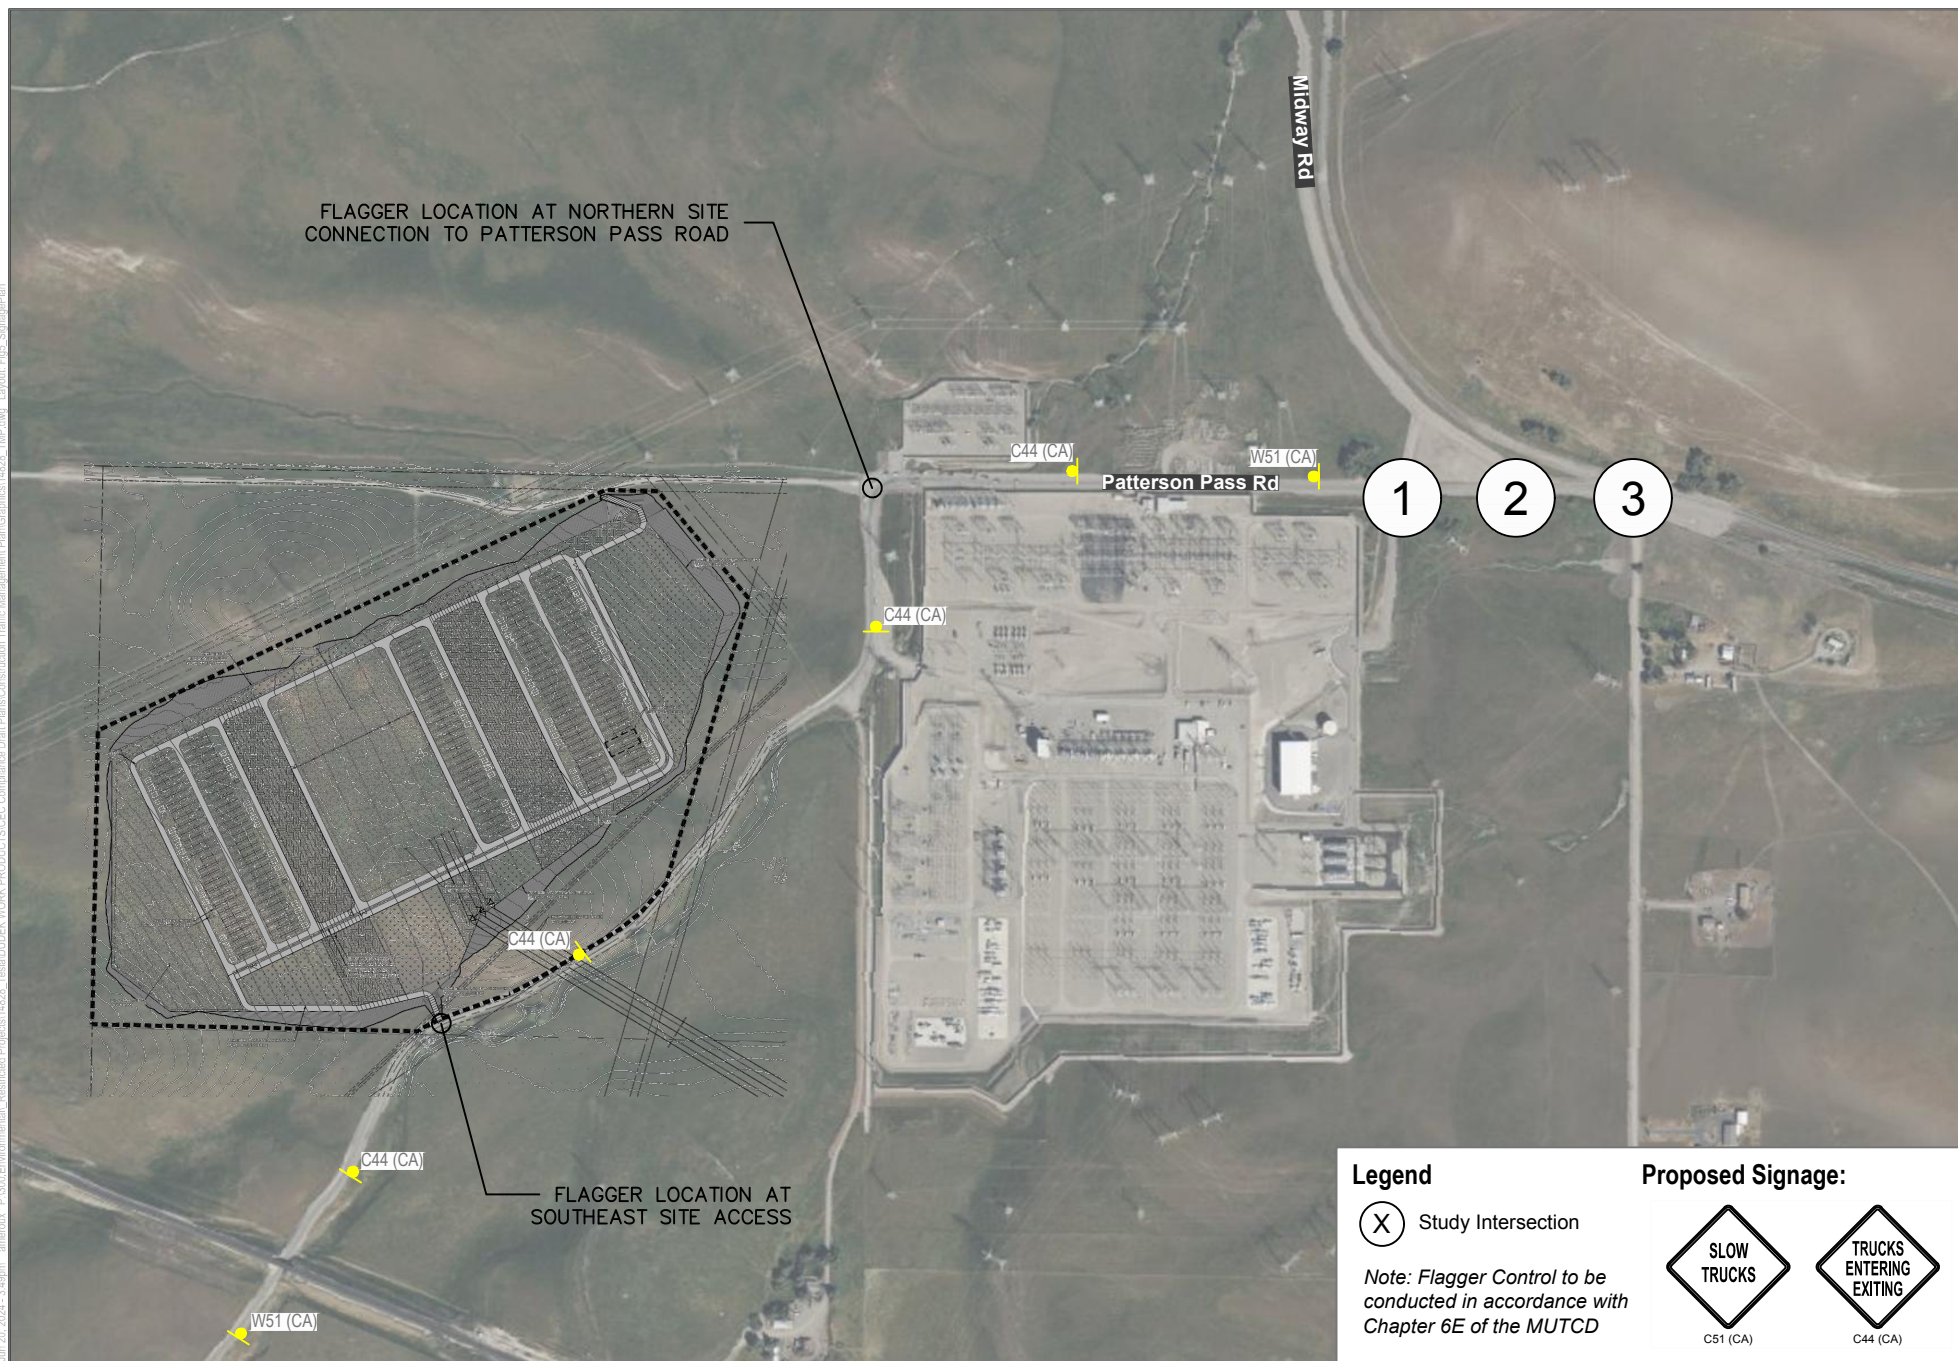 Midway Rd
FLAGGER LOCATION AT NORTHERN SITE
CONNECTION TO PATTERSON PASS ROAD
C44 (CA)
W51 (CA)
Patterson Pass Rd
1
2
3
C44 (CA)
C44 (CA)
C44 (CA)
FLAGGER LOCATION AT
SOUTHEAST SITE ACCESS
W51 (CA)
Legend
X
Study Intersection
Note: Flagger Control to be
conducted in accordance with
Chapter 6E of the MUTCD
Proposed Signage:
SLOW
TRUCKS
C51 (CA)
TRUCKS
ENTERING
EXITING
C44 (CA)